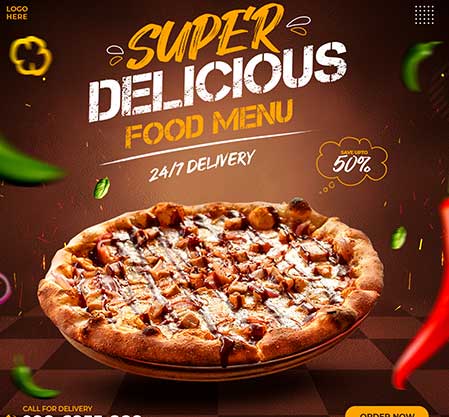 LOGO
HERE
SUPER
DELICIOUS
FOOD MENU
24/7 DELIVERY
SAVE UPTO
50%
CALL FOR DELIVERY
ORDER NOW